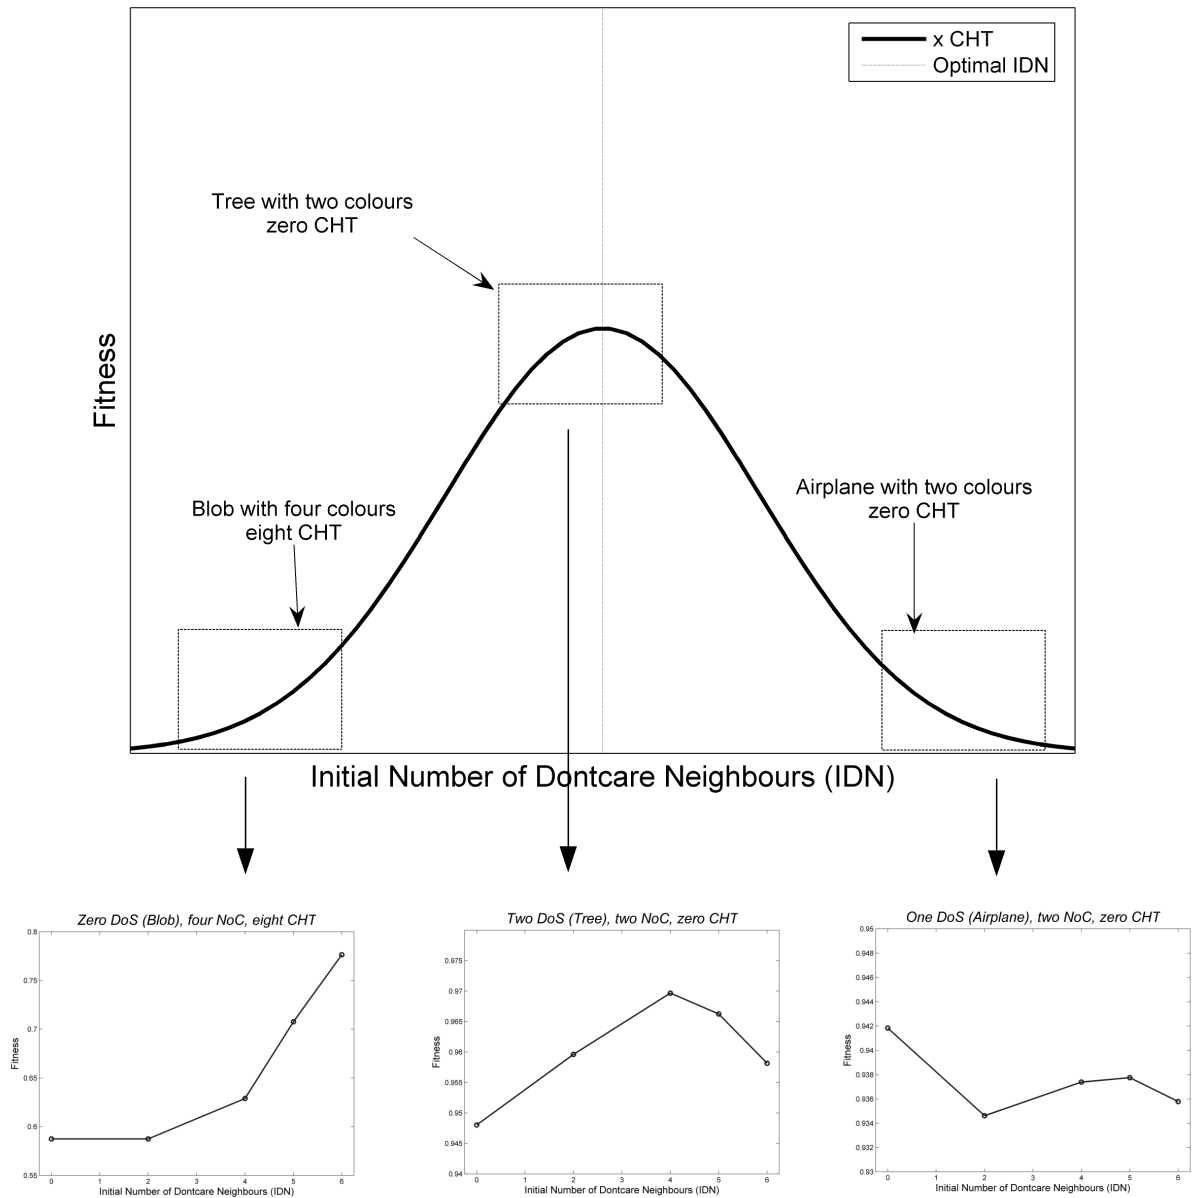 x CHT
Optimal IDN
Tree with two colours
zero CHT
Fitness
Blob with four colours
eight CHT
Airplane with two colours
zero CHT
Initial Number of Dontcare Neighbours (IDN)
Zero DoS (Blob), four NoC, eight CHT
0.8
0.75
0.7
0.65
0.6
0.55
Fitness
0 1 2 3 4 5 6
Initial Number of Dontcare Neighbours (IDN)
Two DoS (Tree), two NoC, zero CHT
0.975
0.97
0.965
0.96
0.955
0.95
0.945
0.94
Fitness
0 1 2 3 4 5 6
Initial Number of Dontcare Neighbours (IDN)
One DoS (Airplane), two NoC, zero CHT
0.95
0.948
0.946
0.944
0.942
0.94
0.938
0.936
0.934
0.932
0.93
Fitness
0 1 2 3 4 5 6
Initial Number of Dontcare Neighbours (IDN)